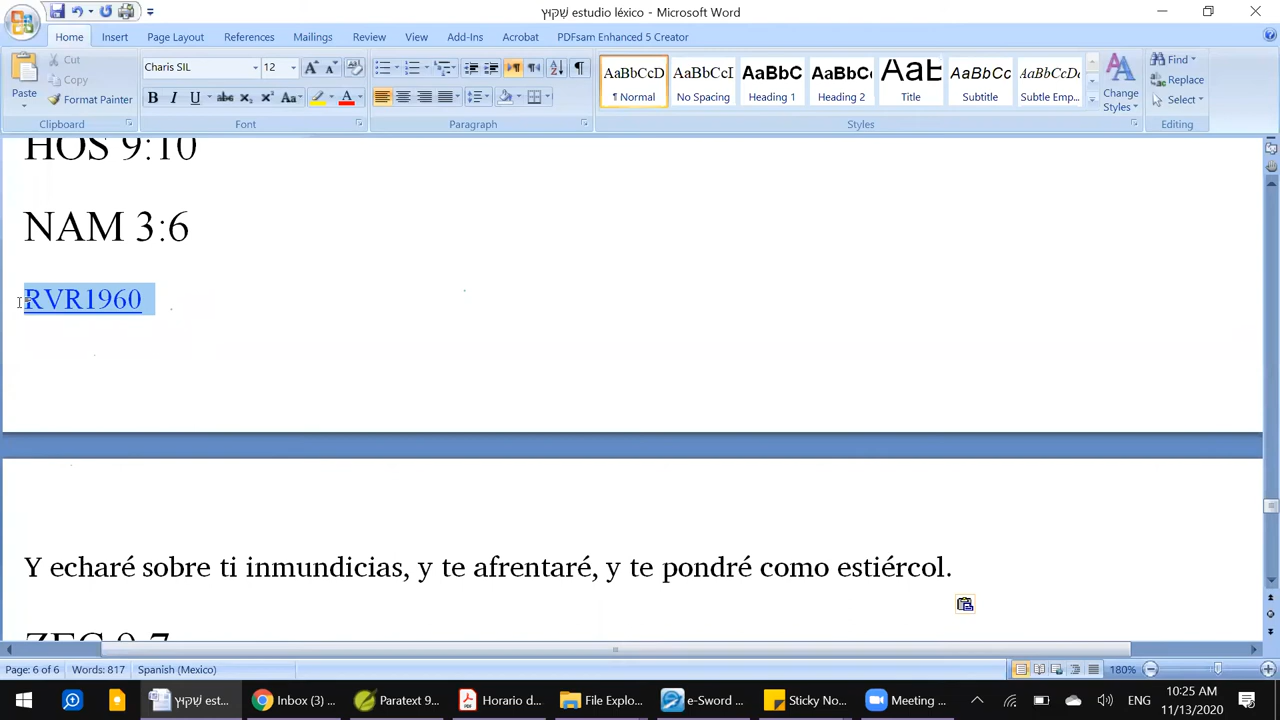 שִׁקּוּץ estudio léxico - Microsoft Word
Home Insert Page Layout References Mailings Review View Add-Ins Acrobat PDFsam Enhanced 5 Creator
Paste
Cut
Copy
Format Painter
Clipboard
Charis SIL 12
Font
Paragraph
AaBbCcD AaBbCcI AaBbC AaBbCc AaB AaBbCc AaBbCcDc
¶ Normal No Spacing Heading 1 Heading 2 Title Subtitle Subtle Emp...
Change Styles
Styles
Find
Replace
Select
Editing
HOS 9:10
NAM 3:6
RVR1960
Y echaré sobre ti inmundicias, y te afrentaré, y te pondré como estiércol.
ZEC 9:7
Page: 6 of 6 Words: 817 Spanish (Mexico) 180%
שִׁקּוּץ est... Inbox (3) ... Paratext 9... Horario d... File Explo... e-Sword ... Sticky No... Meeting ... ENG
10:25 AM
11/13/2020